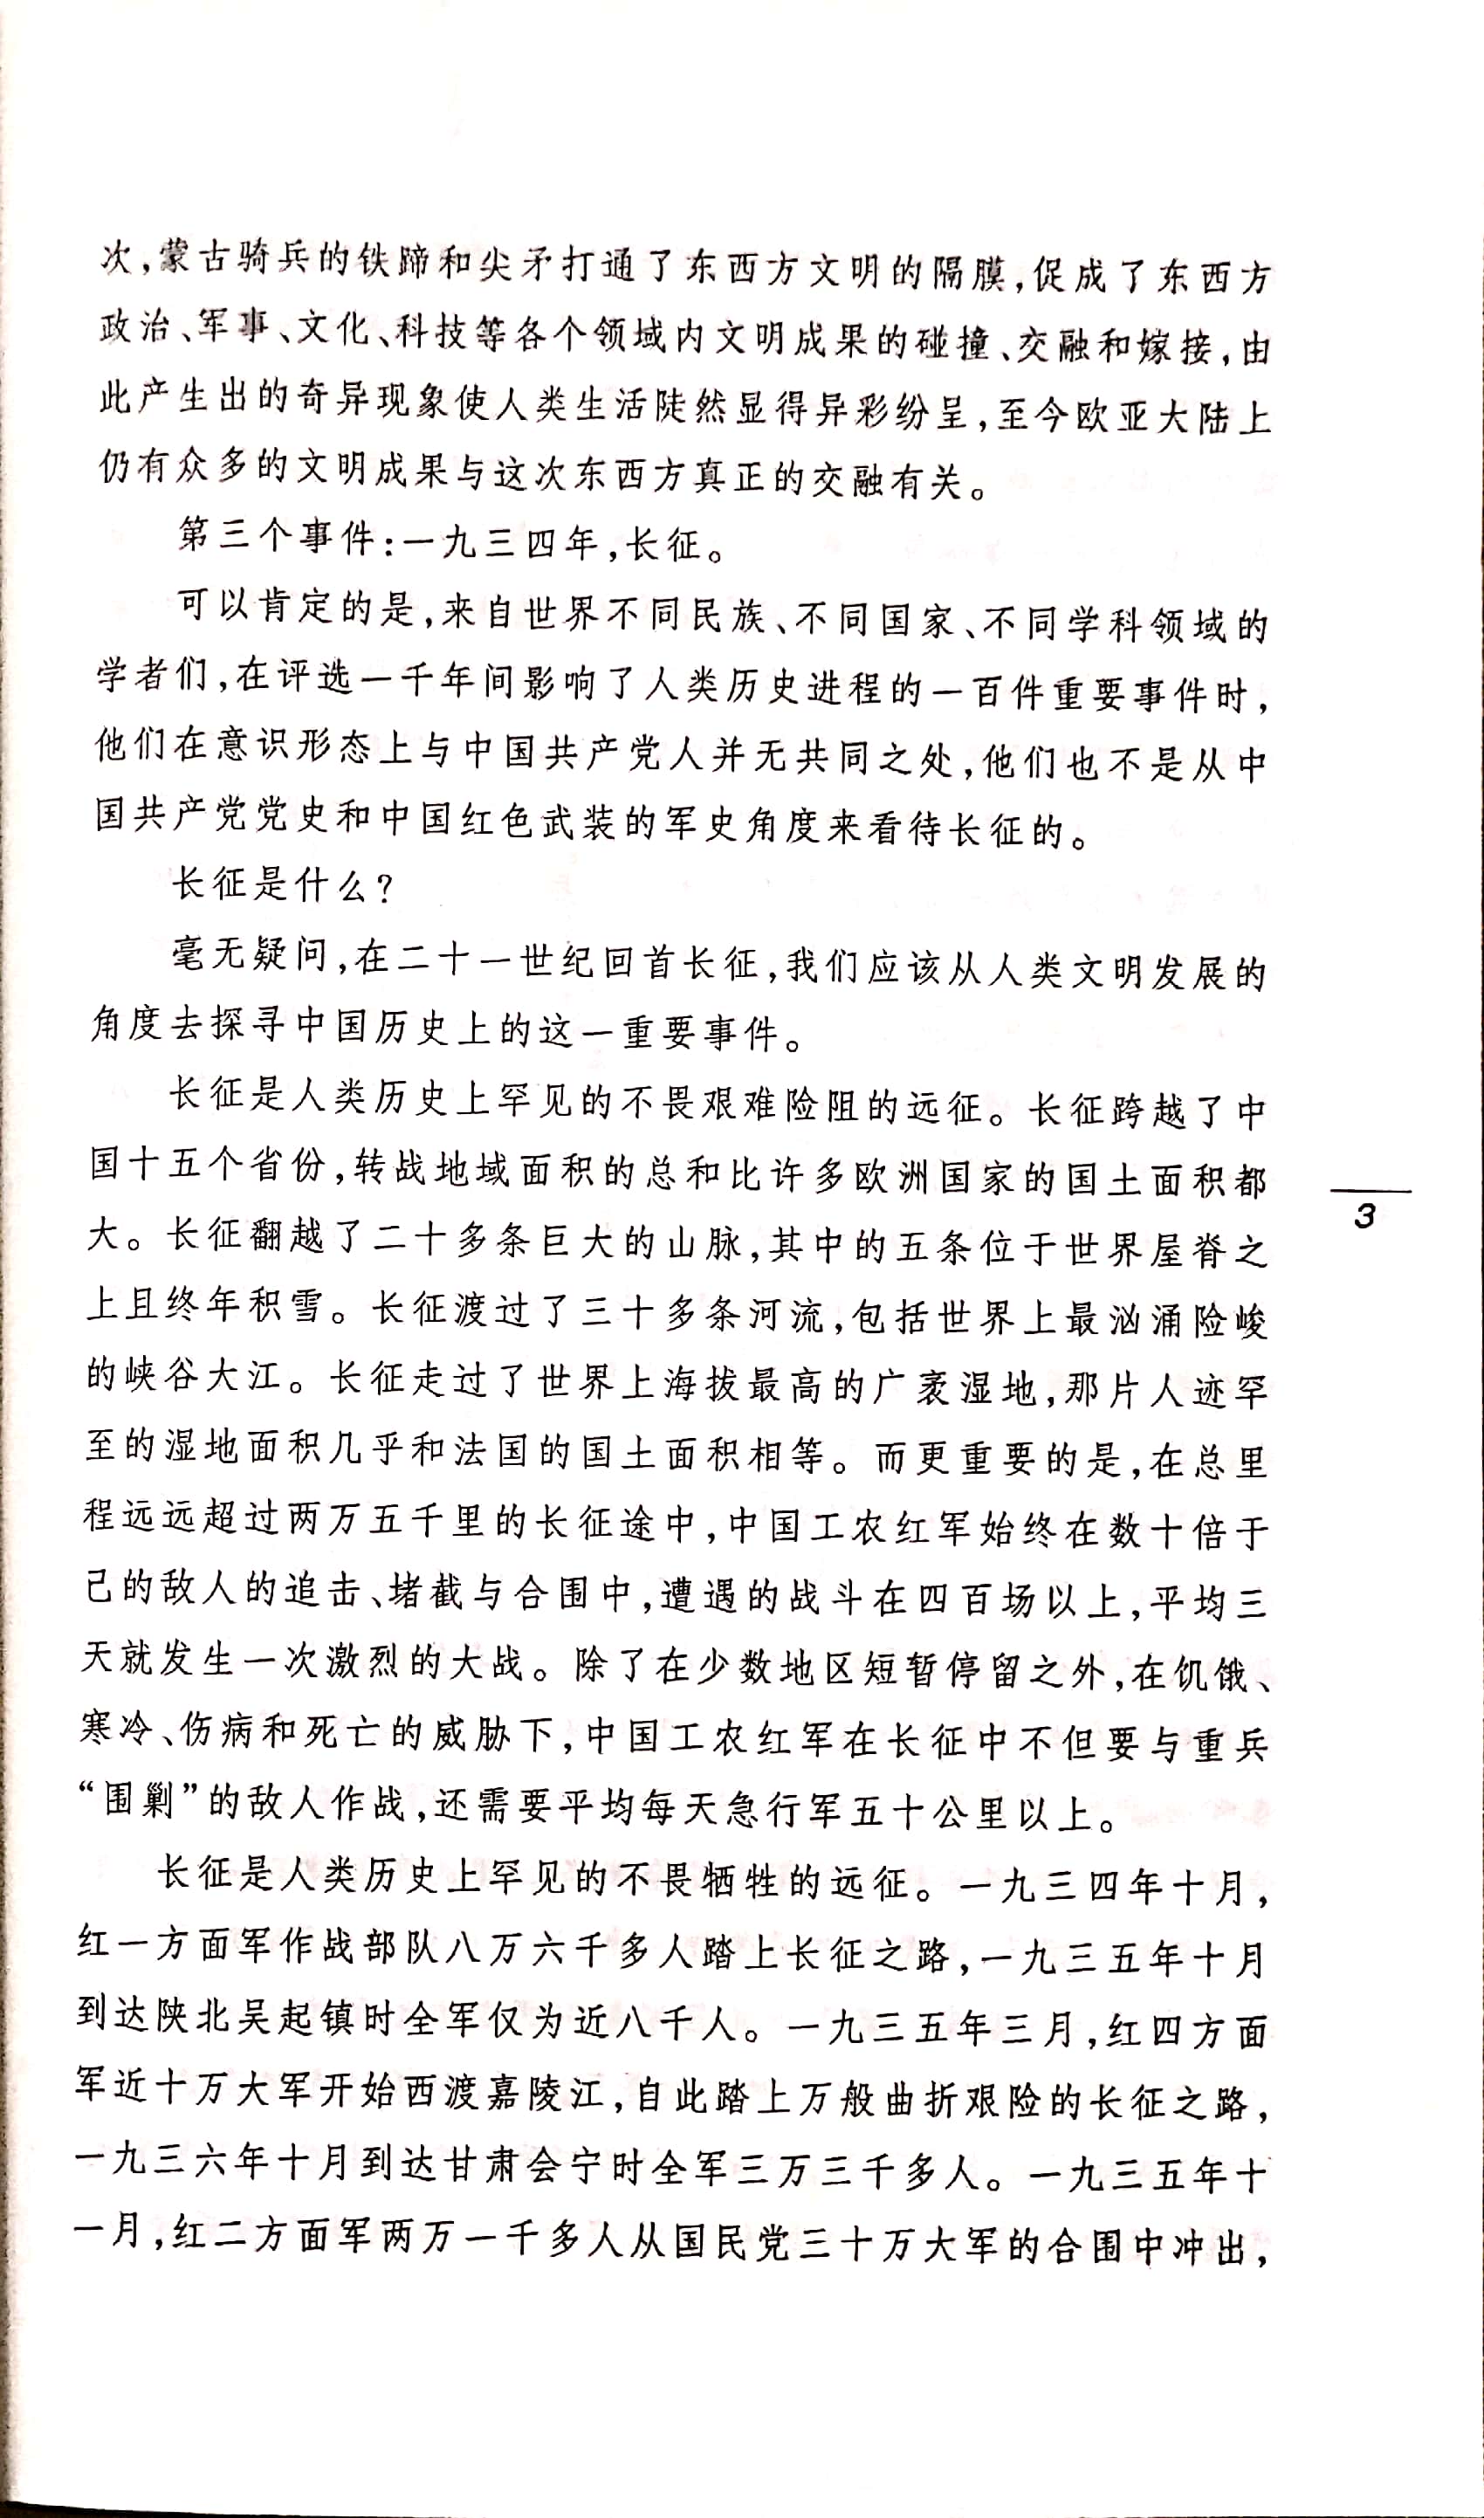 次,蒙古骑兵的铁蹄和尖矛打通了东西方文明的隔膜,促成了东西方
政治、军事、文化、科技等各个领域内文明成果的碰撞、交融和嫁接,由
此产生出的奇异现象使人类生活陡然显得异彩纷呈,至今欧亚大陆上
仍有众多的文明成果与这次东西方真正的交融有关。
第三个事件:一九三四年,长征。
可以肯定的是,来自世界不同民族、不同国家、不同学科领域的
学者们,在评选一千年间影响了人类历史进程的一百件重要事件时,
他们在意识形态上与中国共产党人并无共同之处,他们也不是从中
国共产党党史和中国红色武装的军史角度来看待长征的。
长征是什么?
毫无疑问,在二十一世纪回首长征,我们应该从人类文明发展的
角度去探寻中国历史上的这一重要事件。
长征是人类历史上罕见的不畏艰难险阻的远征。长征跨越了中
国十五个省份,转战地域面积的总和比许多欧洲国家的国土面积都
大。长征翻越了二十多条巨大的山脉,其中的五条位于世界屋脊之
上且终年积雪。长征渡过了三十多条河流,包括世界上最汹涌险峻
的峡谷大江。长征走过了世界上海拔最高的广袤湿地,那片人迹罕
至的湿地面积几乎和法国的国土面积相等。而更重要的是,在总里
程远远超过两万五千里的长征途中,中国工农红军始终在数十倍于
己的敌人的追击、堵截与合围中,遭遇的战斗在四百场以上,平均三
天就发生一次激烈的大战。除了在少数地区短暂停留之外,在饥饿、
寒冷、伤病和死亡的威胁下,中国工农红军在长征中不但要与重兵
“围剿”的敌人作战,还需要平均每天急行军五十公里以上。
长征是人类历史上罕见的不畏牺牲的远征。一九三四年十月,
红一方面军作战部队八万六千多人踏上长征之路,一九三五年十月
到达陕北吴起镇时全军仅为近八千人。一九三五年三月,红四方面
军近十万大军开始西渡嘉陵江,自此踏上万般曲折艰险的长征之路,
一九三六年十月到达甘肃会宁时全军三万三千多人。一九三五年十
一月,红二方面军两万一千多人从国民党三十万大军的合围中冲出,
3